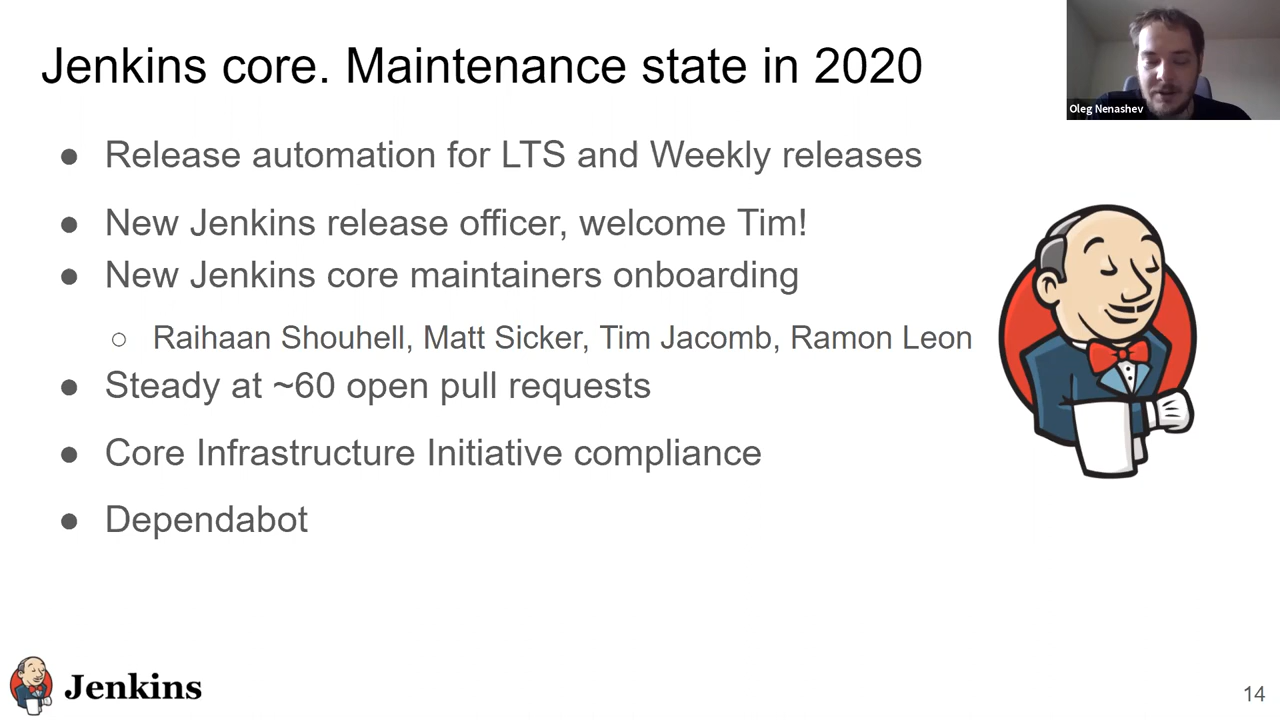 Jenkins core. Maintenance state in 2020
Oleg Nenashev
● Release automation for LTS and Weekly releases
● New Jenkins release officer, welcome Tim!
● New Jenkins core maintainers onboarding
○ Raihaan Shouhell, Matt Sicker, Tim Jacomb, Ramon Leon
● Steady at ~60 open pull requests
● Core Infrastructure Initiative compliance
● Dependabot
Jenkins
14